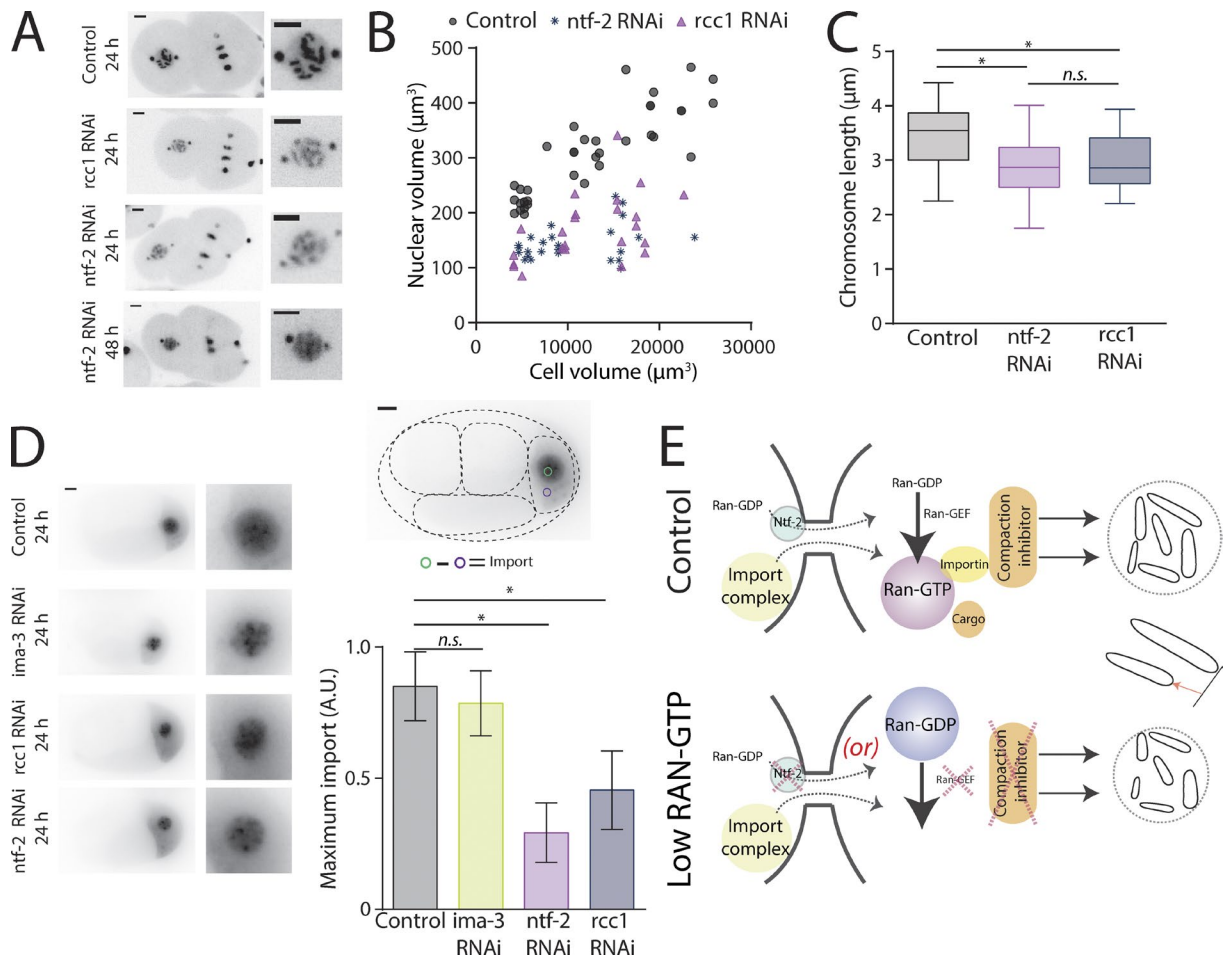 A
Control
24 h
rcc1 RNAi
24 h
ntf-2 RNAi
24 h
ntf-2 RNAi
48 h
B
Control ntf-2 RNAi rcc1 RNAi
Nuclear volume (µm³)
500
400
300
200
100
0
0 10000 20000 30000
Cell volume (µm³)
C
* 
* n.s.
Chromosome length (µm)
5
4
3
2
1
0
Control ntf-2 RNAi rcc1 RNAi
D
Control
24 h
ima-3 RNAi
24 h
rcc1 RNAi
24 h
ntf-2 RNAi
24 h
– = Import
*
*
n.s.
Maximum import (A.U.)
1.0
0.5
0
Control ima-3 ntf-2 rcc1
RNAi RNAi RNAi
E
Control
Ran-GDP
Ntf-2
Import
complex
Ran-GDP
Ran-GEF
Ran-GTP
Importin
Cargo
Compaction
inhibitor
Low RAN-GTP
Ran-GDP
Ntf-2
Import
complex
(or)
Ran-GDP
Ran-GEF
Compaction
inhibitor